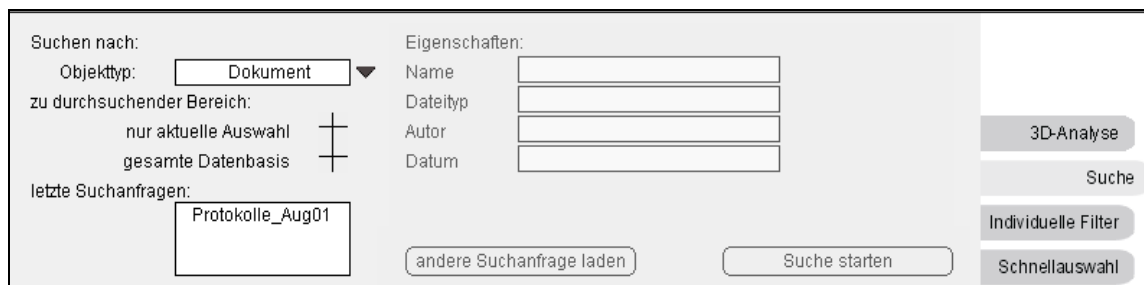 Suchen nach:
Objekttyp: Dokument
zu durchsuchender Bereich:
nur aktuelle Auswahl
gesamte Datenbasis
letzte Suchanfragen:
Protokolle_Aug01
Eigenschaften:
Name
Dateityp
Autor
Datum
andere Suchanfrage laden
Suche starten
3D-Analyse
Suche
Individuelle Filter
Schnellauswahl